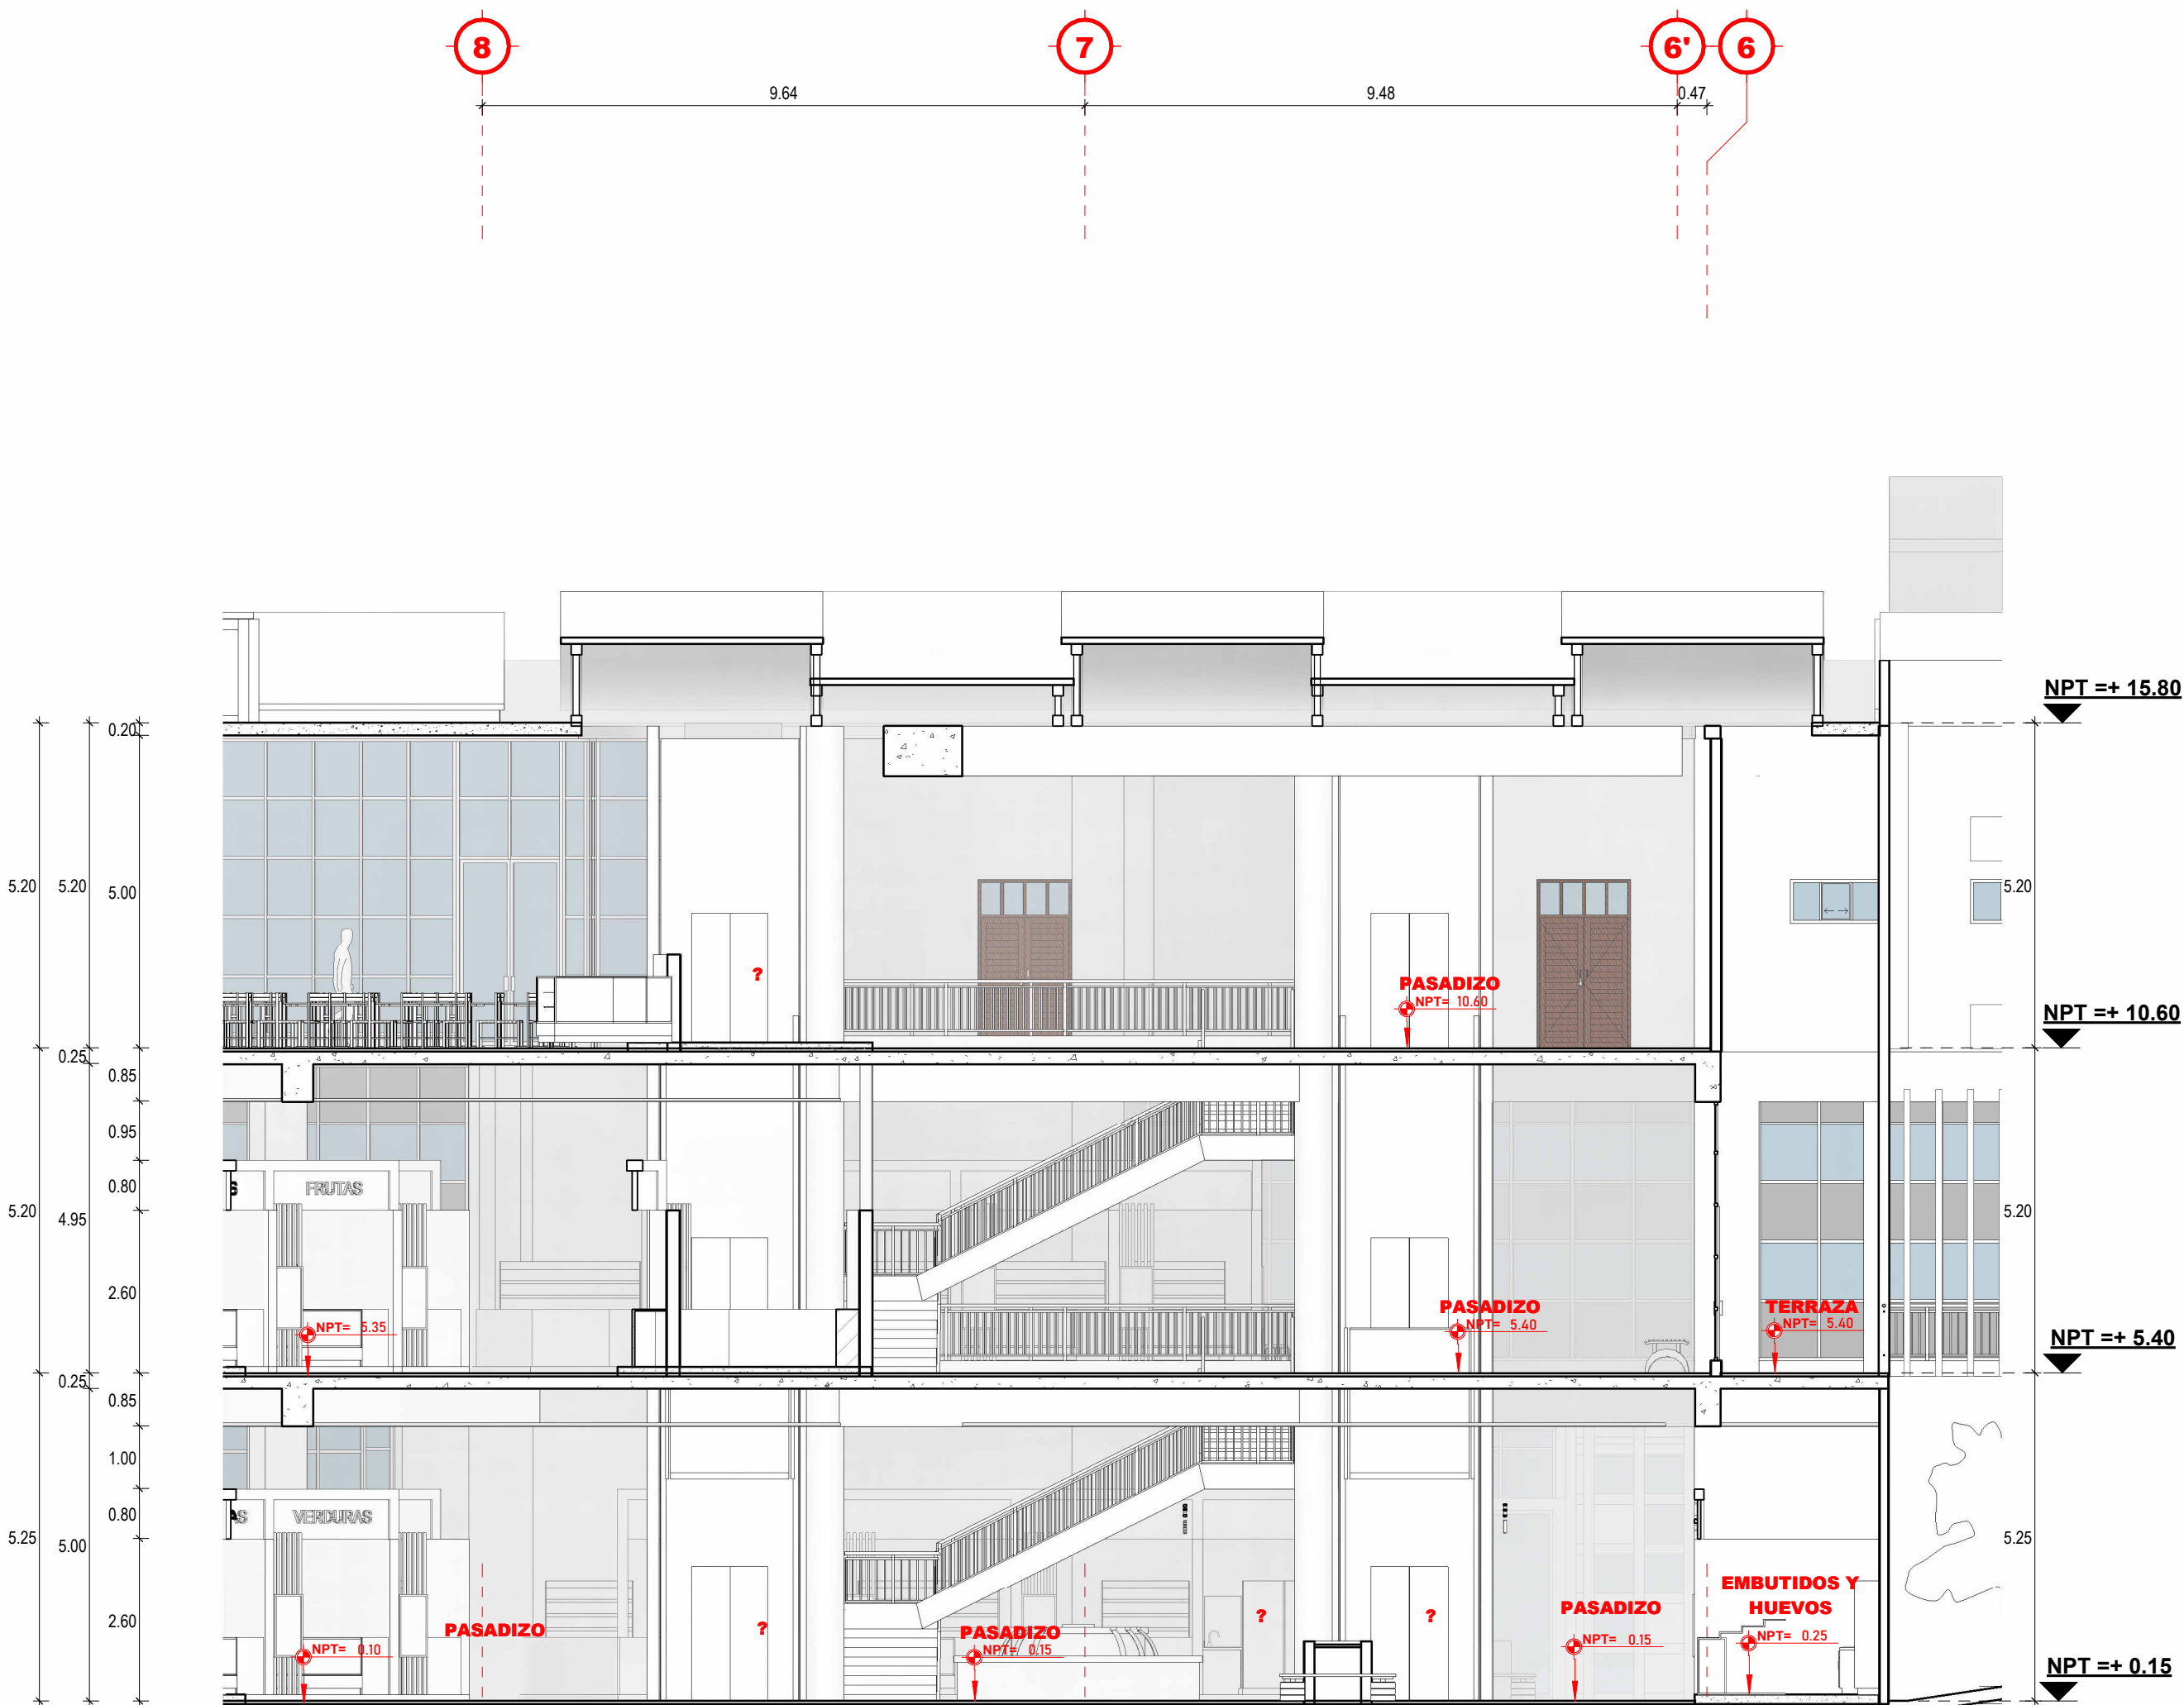 8
7
6'
6
9.64
9.48
0.47
NPT =+ 15.80
0.20
5.20
5.20
5.00
5.20
?
PASADIZO
NPT= 10.60
NPT =+ 10.60
0.25
0.85
0.95
0.80
FRUTAS
5.20
4.95
5.20
2.60
NPT= 5.35
PASADIZO
NPT= 5.40
TERRAZA
NPT= 5.40
NPT =+ 5.40
0.25
0.85
1.00
0.80
AS
VERDURAS
5.25
5.00
5.25
2.60
EMBUTIDOS Y
HUEVOS
PASADIZO
?
PASADIZO
?
?
PASADIZO
NPT= 0.10
NPT= 0.15
NPT= 0.15
NPT= 0.25
NPT =+ 0.15